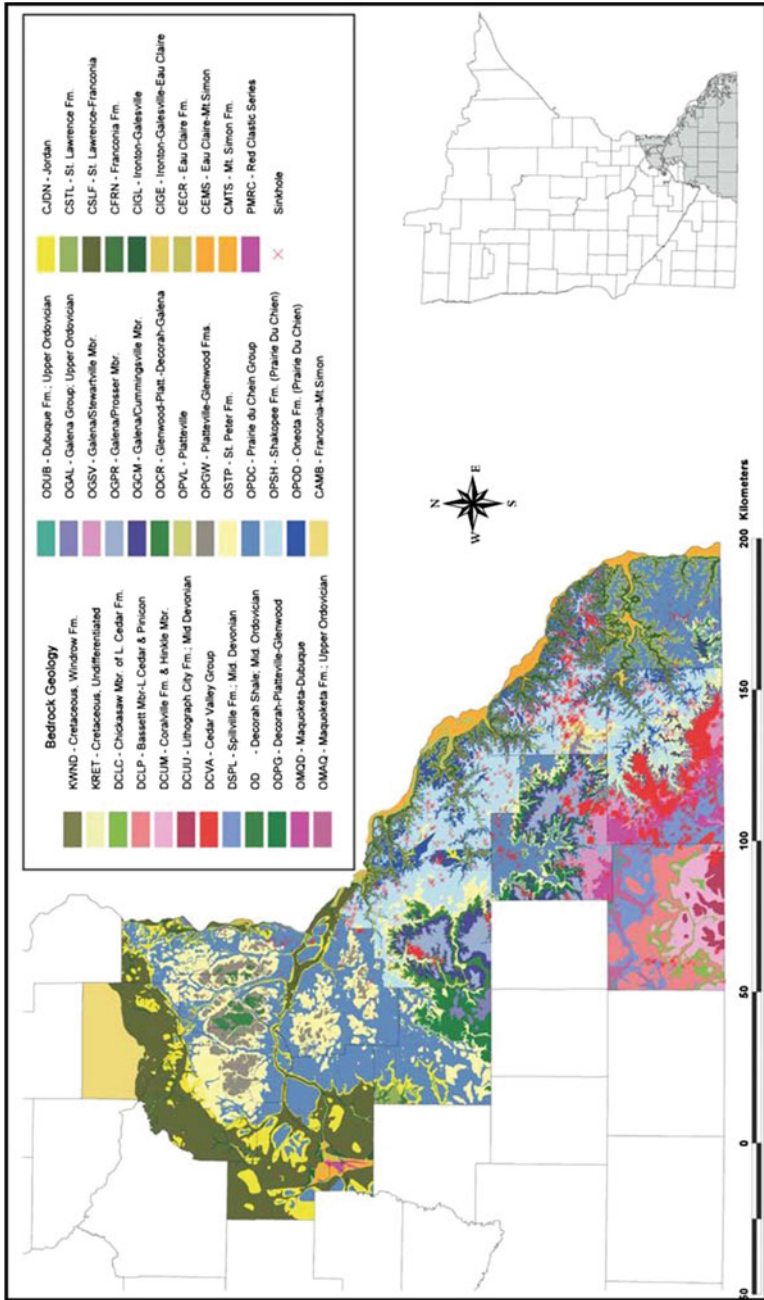 Bedrock Geology
KWND - Cretaceous, Windrow Fm.
KRET - Cretaceous, Undifferentiated
DCLC - Chickasaw Mbr. of L. Cedar Fm.
DCLP - Bassett Mbr-L.Cedar & Pinicon
DCUM - Coralville Fm. & Hinkle Mbr.
DCUU - Lithograph City Fm.; Mid Devonian
DCVA - Cedar Valley Group
DSPL - Spillville Fm.; Mid. Devonian
OD - Decorah Shale; Mid. Ordovician
ODPG - Decorah-Platteville-Glenwood
OMQD - Maquoketa-Dubuque
OMAQ - Maquoketa Fm.; Upper Ordovician
ODUB - Dubuque Fm.; Upper Ordovician
OGAL - Galena Group; Upper Ordovician
OGSV - Galena/Stewartville Mbr.
OGPR - Galena/Prosser Mbr.
OGCM - Galena/Cummingsville Mbr.
ODCR - Glenwood-Platt.-Decorah-Galena
OPVL - Platteville
OPGW - Platteville-Glenwood Fms.
OSTP - St. Peter Fm.
OPDC - Prairie du Chein Group
OPSH - Shakopee Fm. (Prairie Du Chien)
OPOD - Oneota Fm. (Prairie Du Chien)
CAMB - Franconia-Mt.Simon
CJDN - Jordan
CSTL - St. Lawrence Fm.
CSLF - St. Lawrence-Franconia
CFRN - Franconia Fm.
CIGL - Ironton-Galesville
CIGE - Ironton-Galesville-Eau Claire
CECR - Eau Claire Fm.
CEMS - Eau Claire-Mt.Simon
CMTS - Mt. Simon Fm.
PMRC - Red Clastic Series
Sinkhole
N
W E
S
50 0 50 100 150 200 Kilometers